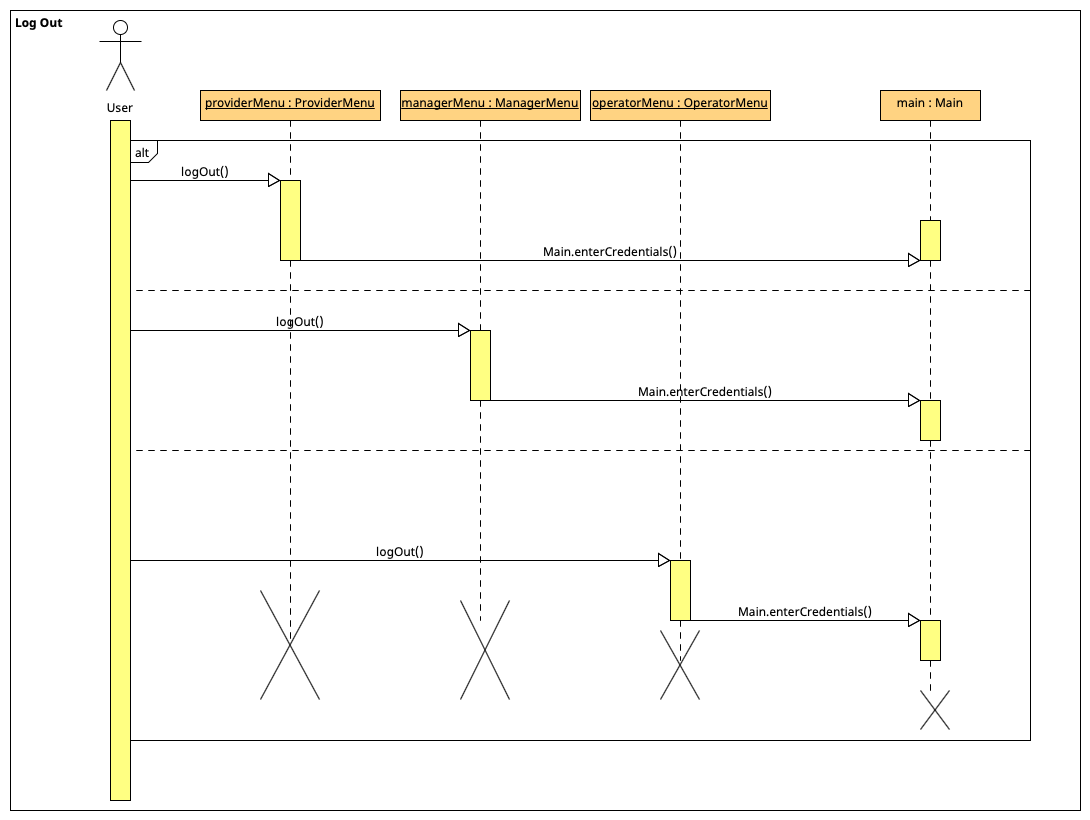 Log Out
User
providerMenu : ProviderMenu
managerMenu : ManagerMenu
operatorMenu : OperatorMenu
main : Main
alt
logOut()
Main.enterCredentials()
logOut()
Main.enterCredentials()
logOut()
Main.enterCredentials()